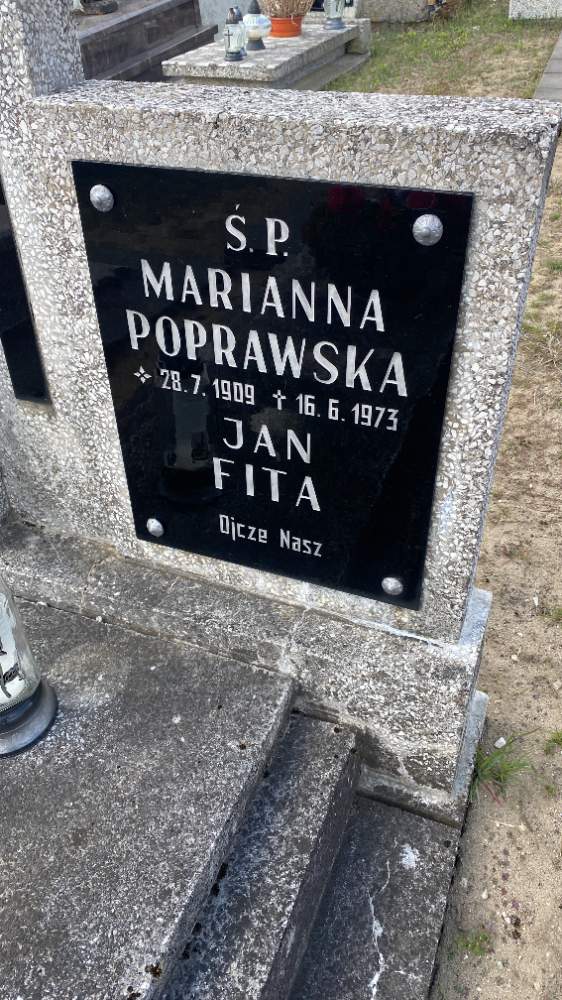 Ś. P.
MARIANNA
POPRAWSKA
✣ 28. 7. 1909 † 16. 6. 1973
JAN
FITA
Ojcze Nasz